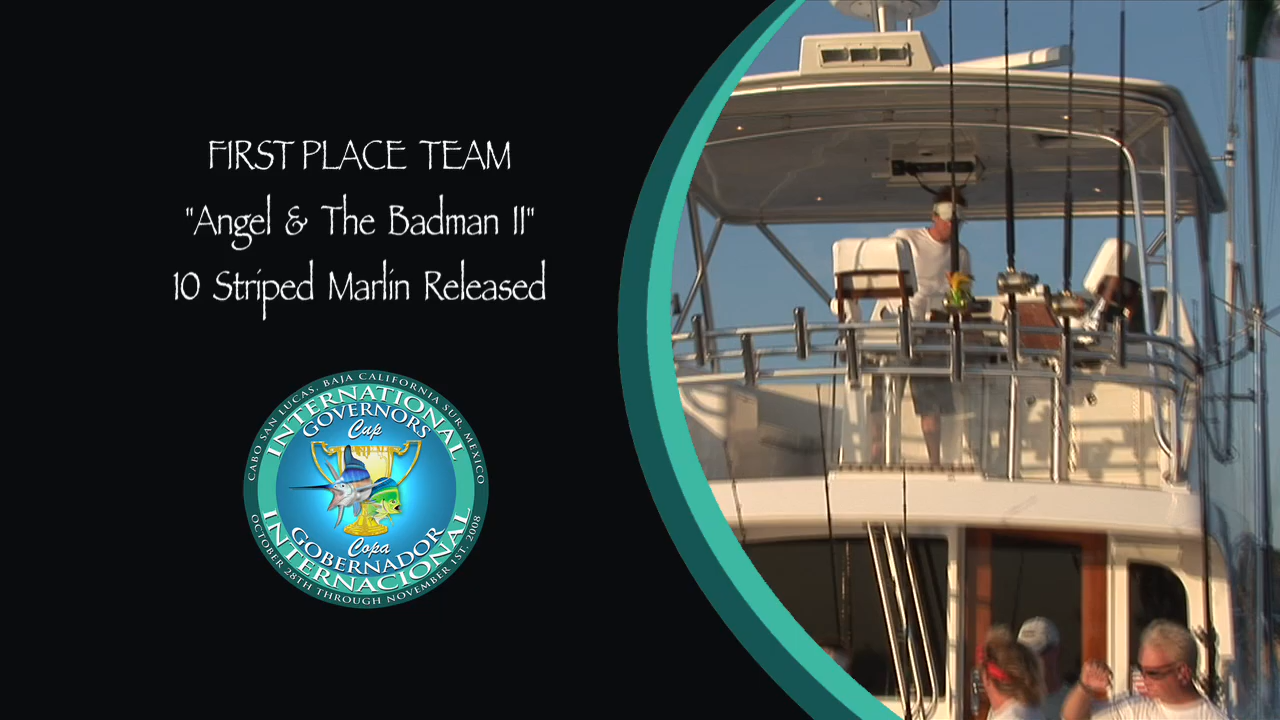 FIRST PLACE TEAM
"Angel & The Badman II"
10 Striped Marlin Released
CABO SAN LUCAS, BAJA CALIFORNIA SUR, MEXICO
INTERNATIONAL
GOVERNORS
Cup
Copa
GOBERNADOR
INTERNACIONAL
OCTOBER 28TH THROUGH NOVEMBER 1ST, 2008